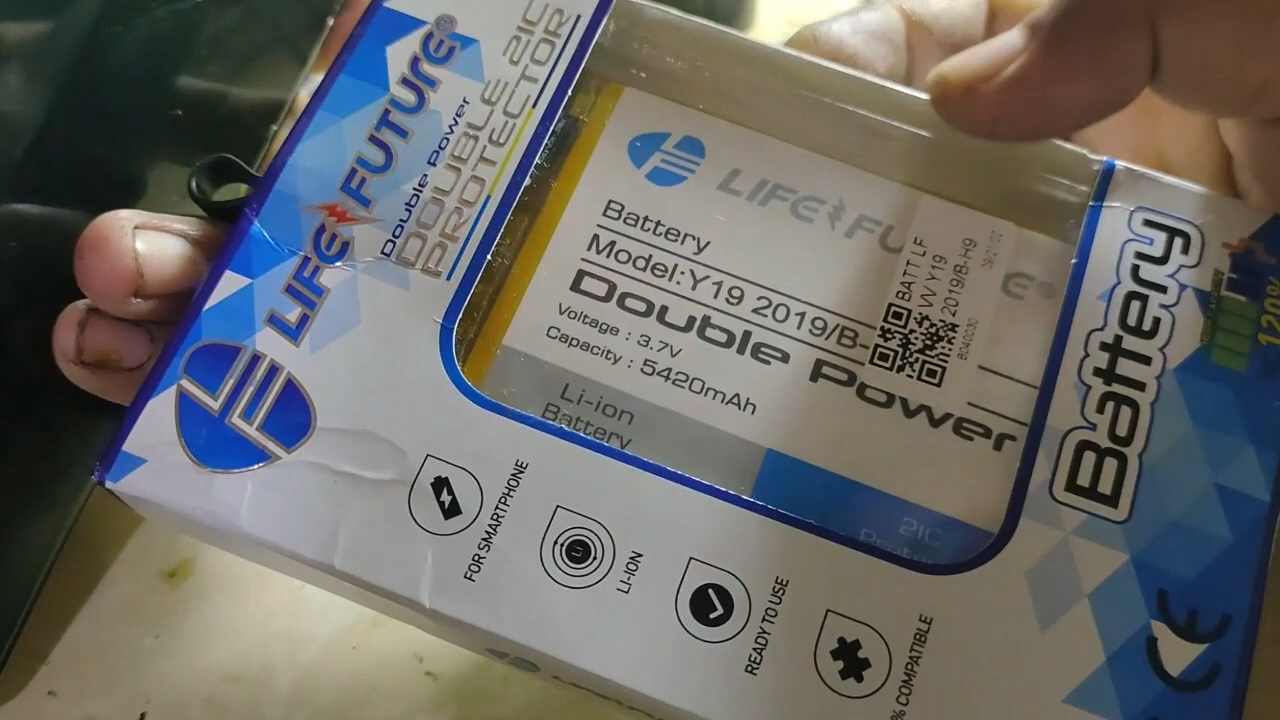 LIFE FUTURE®
Double Power
DOUBLE 2IC
PROTECTOR
LIFE FU
Battery
Model:Y19 2019/B-
Double Power
Voltage : 3.7V
Capacity : 5420mAh
Li-ion
Battery
2IC
BATT LF
VV Y19
2019/B-H9
B040030
Battery
120%
FOR SMARTPHONE
LI-ION
READY TO USE
% COMPATIBLE
CE